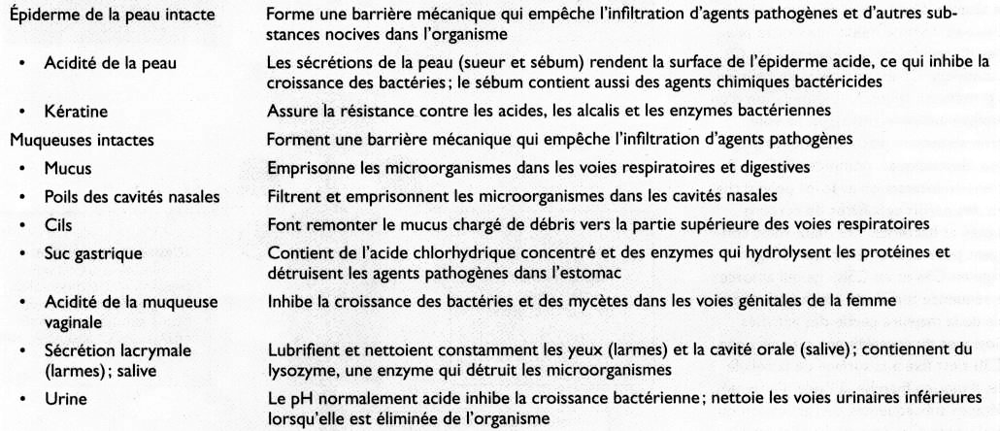 Épiderme de la peau intacte Forme une barrière mécanique qui empêche l'infiltration d'agents pathogènes et d'autres sub-
stances nocives dans l'organisme
• Acidité de la peau Les sécrétions de la peau (sueur et sébum) rendent la surface de l'épiderme acide, ce qui inhibe la
croissance des bactéries; le sébum contient aussi des agents chimiques bactéricides
• Kératine Assure la résistance contre les acides, les alcalis et les enzymes bactériennes
Muqueuses intactes Forment une barrière mécanique qui empêche l'infiltration d'agents pathogènes
• Mucus Emprisonne les microorganismes dans les voies respiratoires et digestives
• Poils des cavités nasales Filtrent et emprisonnent les microorganismes dans les cavités nasales
• Cils Font remonter le mucus chargé de débris vers la partie supérieure des voies respiratoires
• Suc gastrique Contient de l'acide chlorhydrique concentré et des enzymes qui hydrolysent les protéines et
détruisent les agents pathogènes dans l'estomac
• Acidité de la muqueuse Inhibe la croissance des bactéries et des mycètes dans les voies génitales de la femme
vaginale
• Sécrétion lacrymale Lubrifient et nettoient constamment les yeux (larmes) et la cavité orale (salive); contiennent du
(larmes); salive lysozyme, une enzyme qui détruit les microorganismes
• Urine Le pH normalement acide inhibe la croissance bactérienne; nettoie les voies urinaires inférieures
lorsqu'elle est éliminée de l'organisme